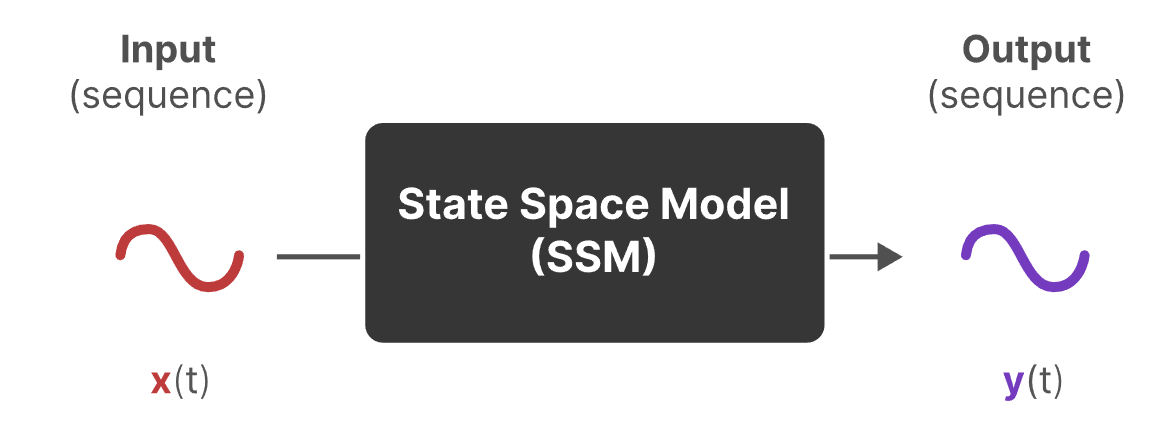 Input
(sequence)
Output
(sequence)
State Space Model
(SSM)
x(t)
y(t)